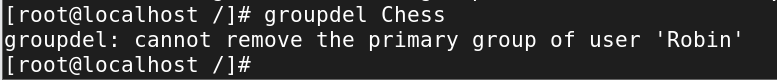 [root@localhost /]# groupdel Chess
groupdel: cannot remove the primary group of user 'Robin'
[root@localhost /]#